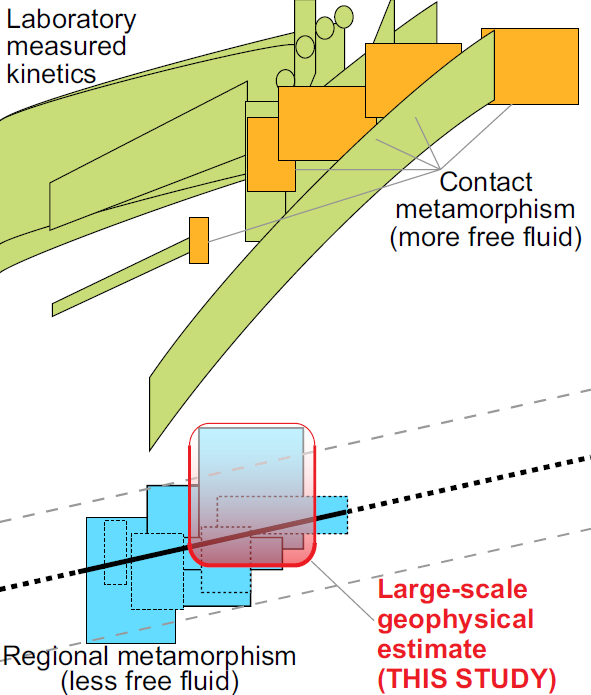 Laboratory
measured
kinetics
Contact
metamorphism
(more free fluid)
Large-scale
geophysical
estimate
(THIS STUDY)
Regional metamorphism
(less free fluid)